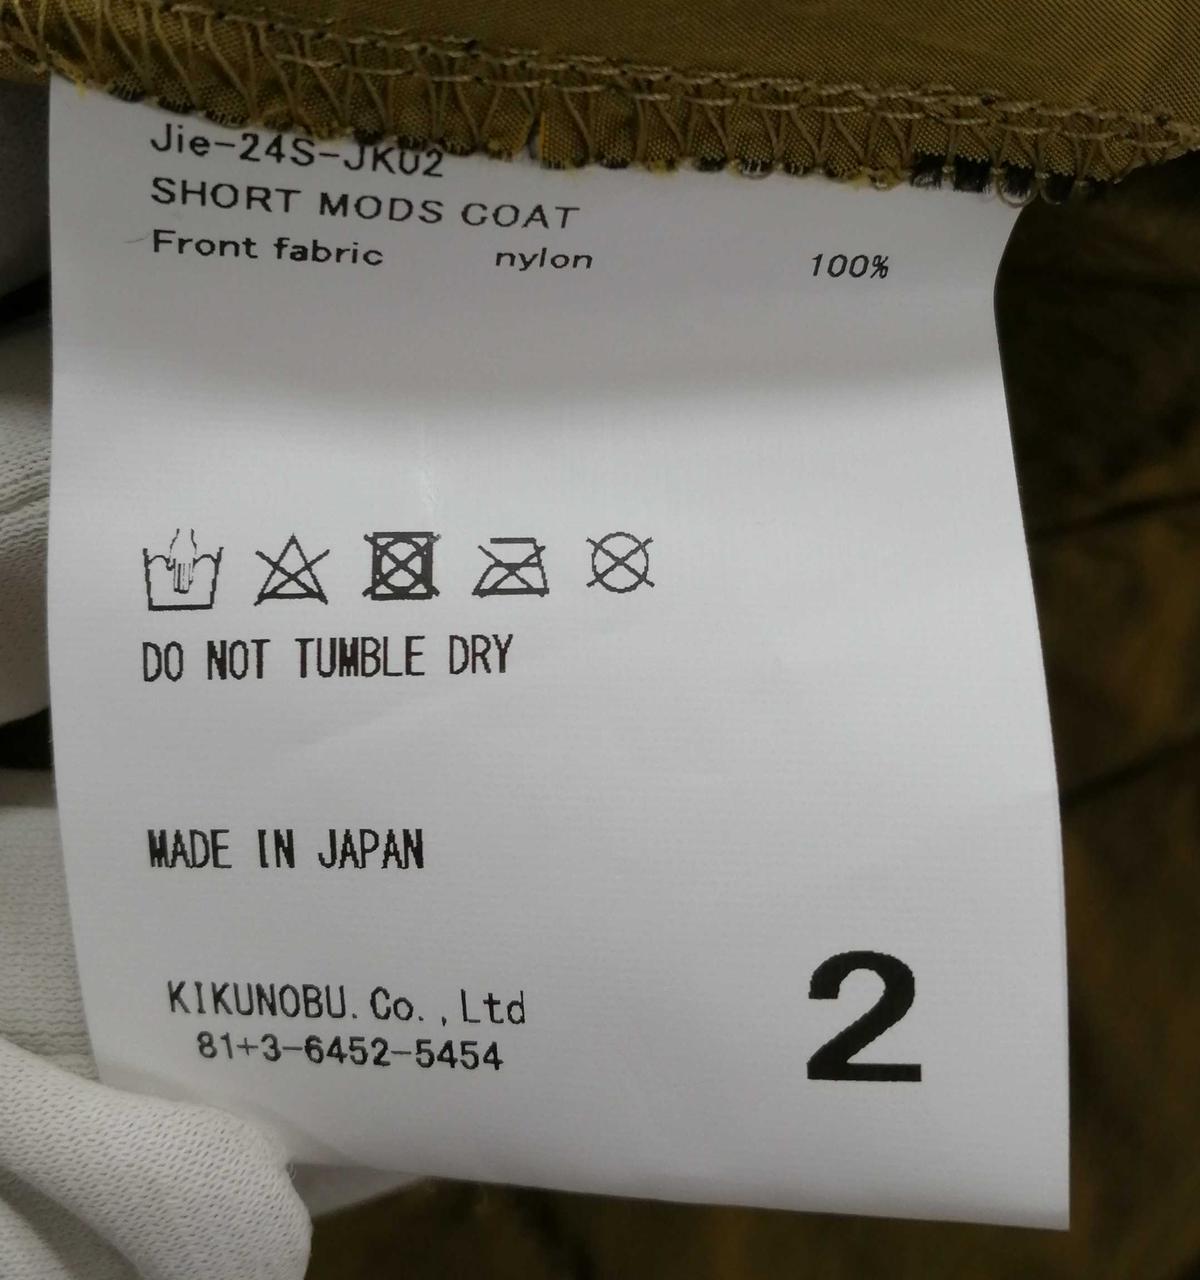 Jie-24S-JK02
SHORT MODS COAT
Front fabric nylon 100%
DO NOT TUMBLE DRY
MADE IN JAPAN
KIKUNOBU.Co.,Ltd
81+3-6452-5454
2